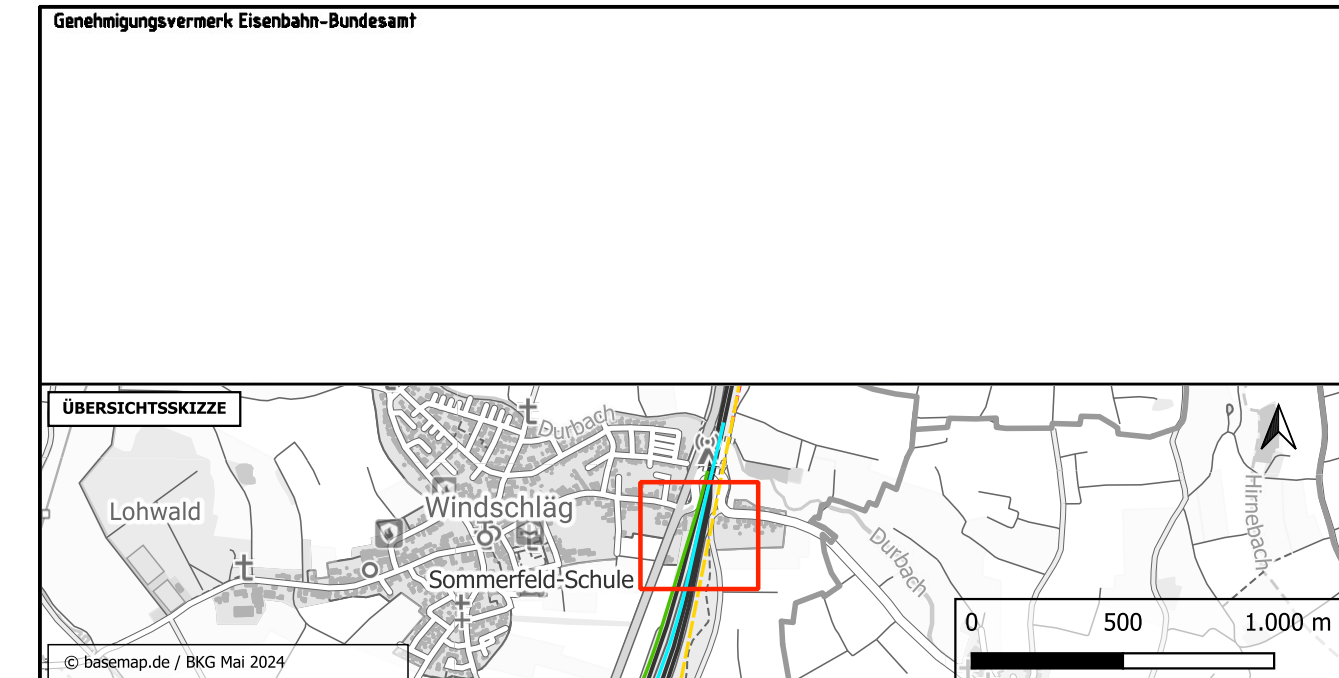 Genehmigungsvermerk Eisenbahn-Bundesamt
ÜBERSICHTSSKIZZE
Durbach
Lohwald
Windschläg
Hirnebach
Durbach
Sommerfeld-Schule
0 500 1.000 m
© basemap.de / BKG Mai 2024